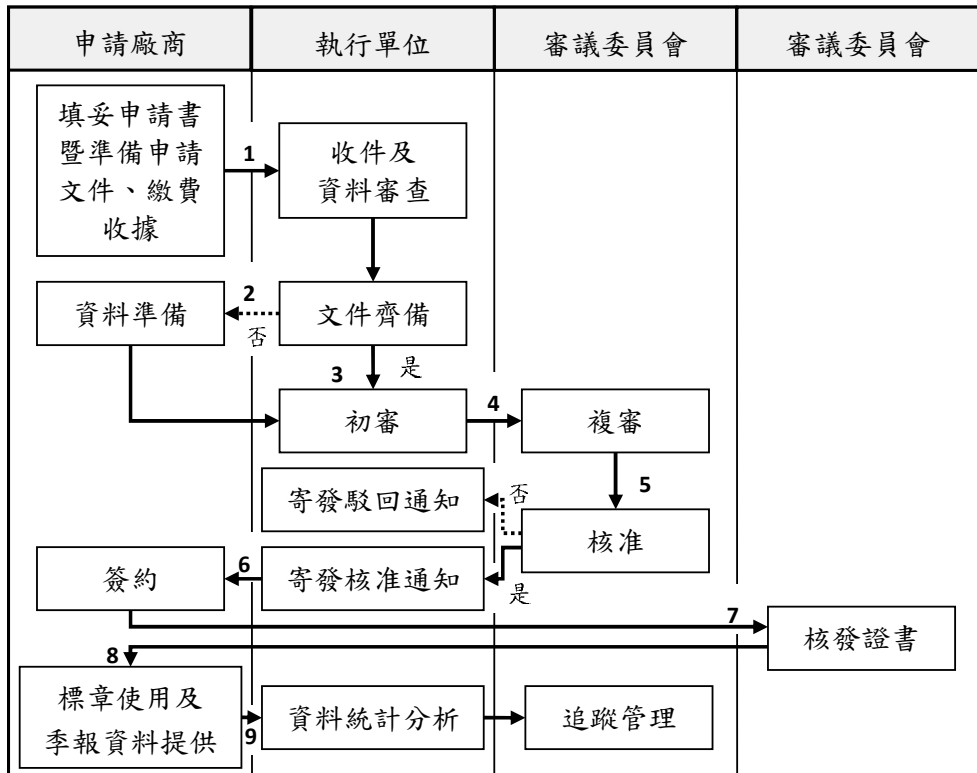 申請廠商
執行單位
審議委員會
審議委員會
填妥申請書
暨準備申請
文件、繳費
收據
1
收件及
資料審查
資料準備
2
否
文件齊備
3
是
初審
4
複審
5
寄發駁回通知
否
核准
簽約
6
寄發核准通知
是
7
核發證書
8
標章使用及
季報資料提供
9
資料統計分析
追蹤管理